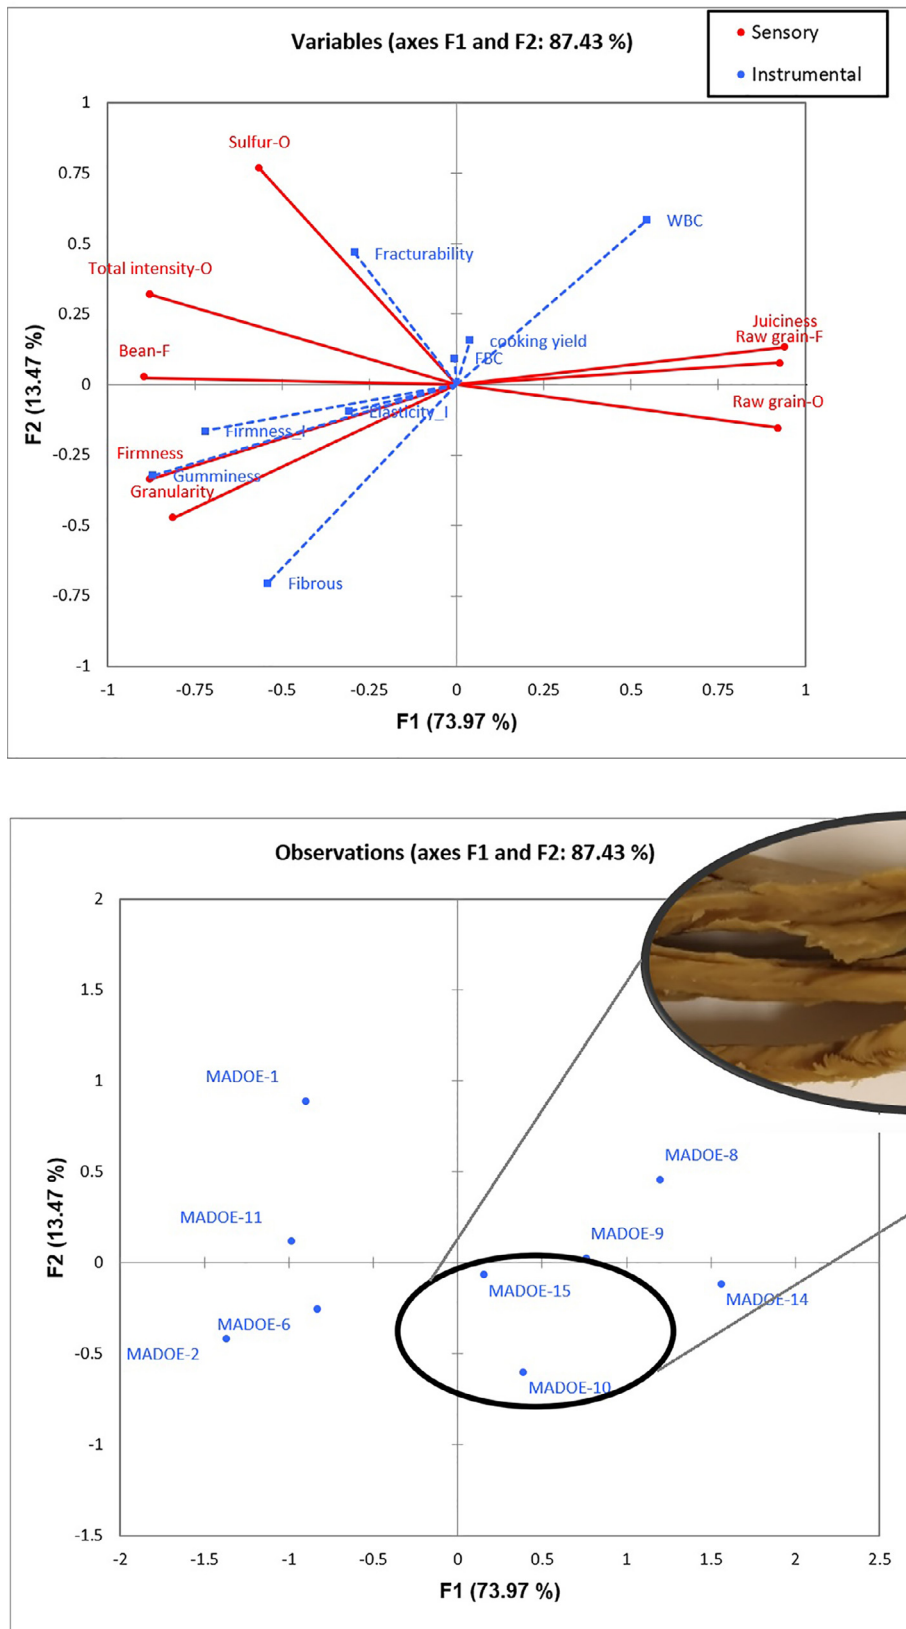 Variables (axes F1 and F2: 87.43 %)
Sensory
Instrumental
1
Sulfur-O
0.75
WBC
0.5
Fracturability
Total intensity-O
0.25
Juiciness
cooking yield
Raw grain-F
Bean-F
FBC
0
Raw grain-O
Elasticity_I
Firmness_I
-0.25
Firmness
Gumminess
Granularity
-0.5
Fibrous
-0.75
-1
F2 (13.47 %)
-1 -0.75 -0.5 -0.25 0 0.25 0.5 0.75 1
F1 (73.97 %)
Observations (axes F1 and F2: 87.43 %)
2
1.5
MADOE-1
1
MADOE-8
0.5
MADOE-11
MADOE-9
0
MADOE-15
MADOE-14
MADOE-6
MADOE-2
-0.5
MADOE-10
-1
-1.5
F2 (13.47 %)
-2 -1.5 -1 -0.5 0 0.5 1 1.5 2 2.5
F1 (73.97 %)